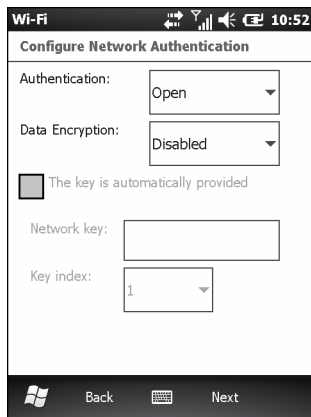 Wi-Fi 10:52
Configure Network Authentication
Authentication:
Open
Data Encryption:
Disabled
The key is automatically provided
Network key:
Key index:
1
Back Next